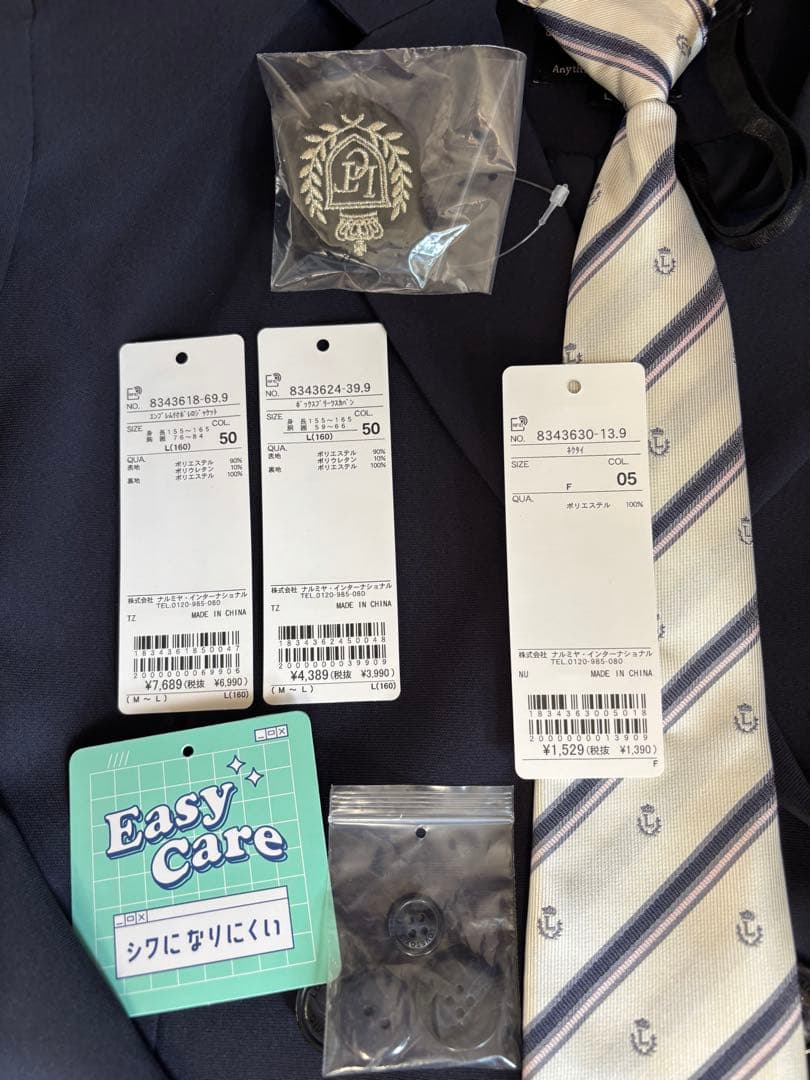 Anyth
L
NO. 8343618-69.9
エンブレム付ボレロジャケット
SIZE COL.
身長155～165
胸囲 76～84
50
L(160)
QUA.
表地 ポリエステル 90%
ポリウレタン 10%
裏地 ポリエステル 100%
株式会社 ナルミヤ・インターナショナル
TEL.0120-985-080
TZ MADE IN CHINA
1834361850047
2000000069906
¥7,689(税抜 ¥6,990)
(M～L) L(160)
NO. 8343624-39.9
ボックスプリーツスカパン
SIZE COL.
身長155～165
胴囲 59～66
50
L(160)
QUA.
表地 ポリエステル 90%
ポリウレタン 10%
裏地 ポリエステル 100%
株式会社 ナルミヤ・インターナショナル
TEL.0120-985-080
TZ MADE IN CHINA
1834362450048
2000000039909
¥4,389(税抜 ¥3,990)
(M～L) L(160)
NO. 8343630-13.9
ネクタイ
SIZE COL.
F 05
QUA.
ポリエステル 100%
株式会社 ナルミヤ・インターナショナル
TEL.0120-985-080
NU MADE IN CHINA
1834363005018
2000000013909
¥1,529(税抜 ¥1,390)
F
Easy
Care
シワになりにくい